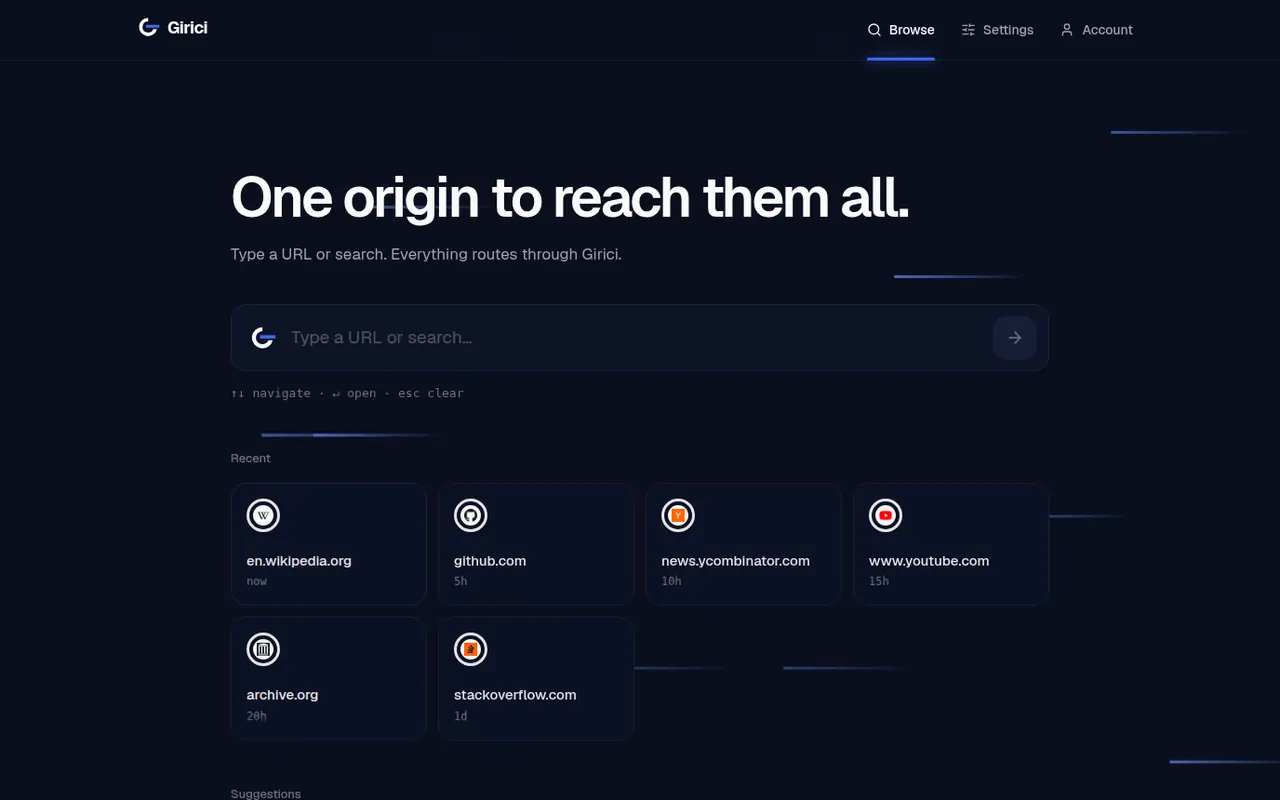 Girici
Browse
Settings
Account
One origin to reach them all.
Type a URL or search. Everything routes through Girici.
Type a URL or search...
↑↓ navigate · ↵ open · esc clear
Recent
W
en.wikipedia.org
now
github.com
5h
Y
news.ycombinator.com
10h
www.youtube.com
15h
archive.org
20h
stackoverflow.com
1d
Suggestions